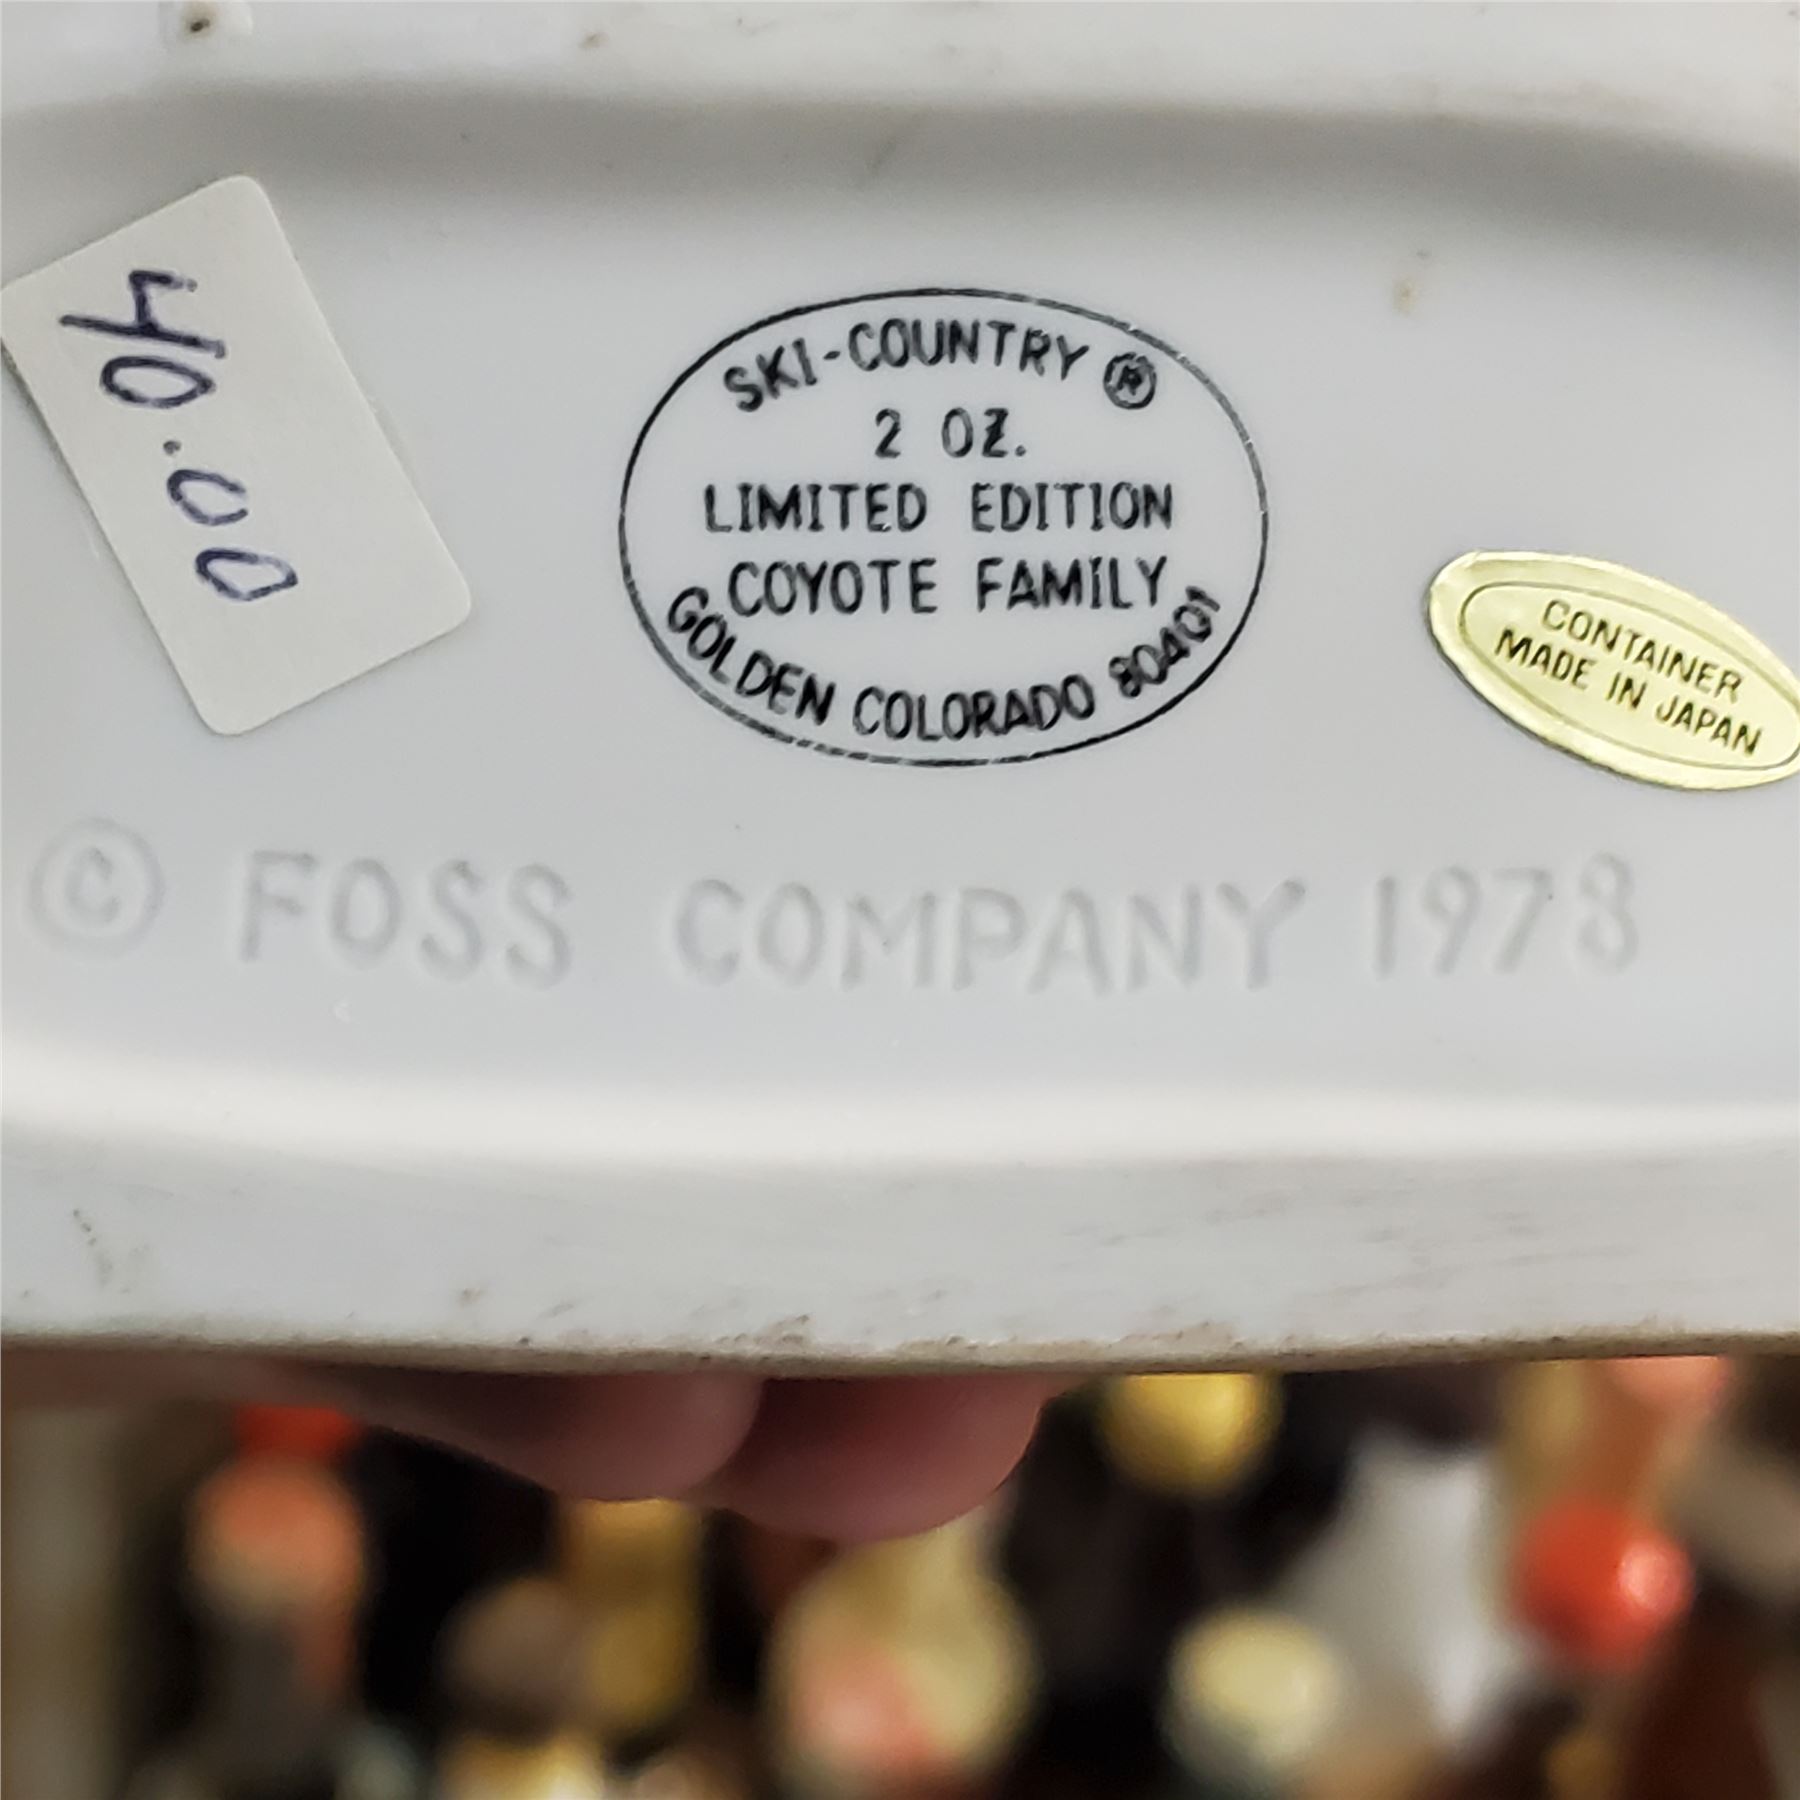 40.00
SKI-COUNTRY ®
2 OZ.
LIMITED EDITION
COYOTE FAMILY
GOLDEN COLORADO 80401
CONTAINER
MADE IN JAPAN
© FOSS COMPANY 1978